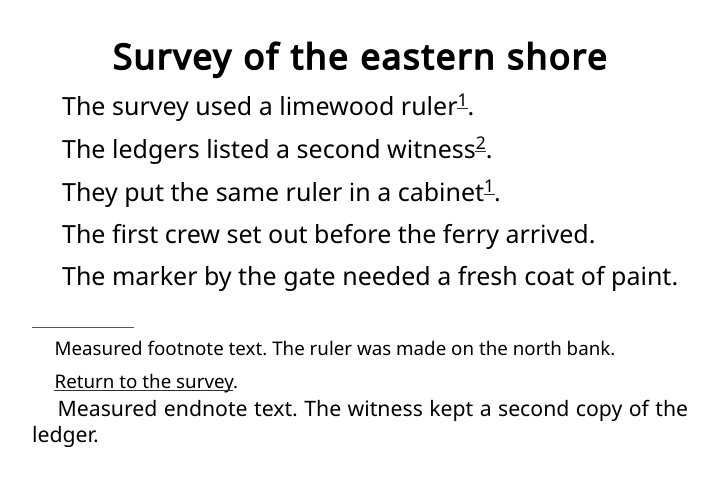 Survey of the eastern shore
The survey used a limewood ruler1.
The ledgers listed a second witness2.
They put the same ruler in a cabinet1.
The first crew set out before the ferry arrived.
The marker by the gate needed a fresh coat of paint.
Measured footnote text. The ruler was made on the north bank.
Return to the survey.
Measured endnote text. The witness kept a second copy of the
ledger.